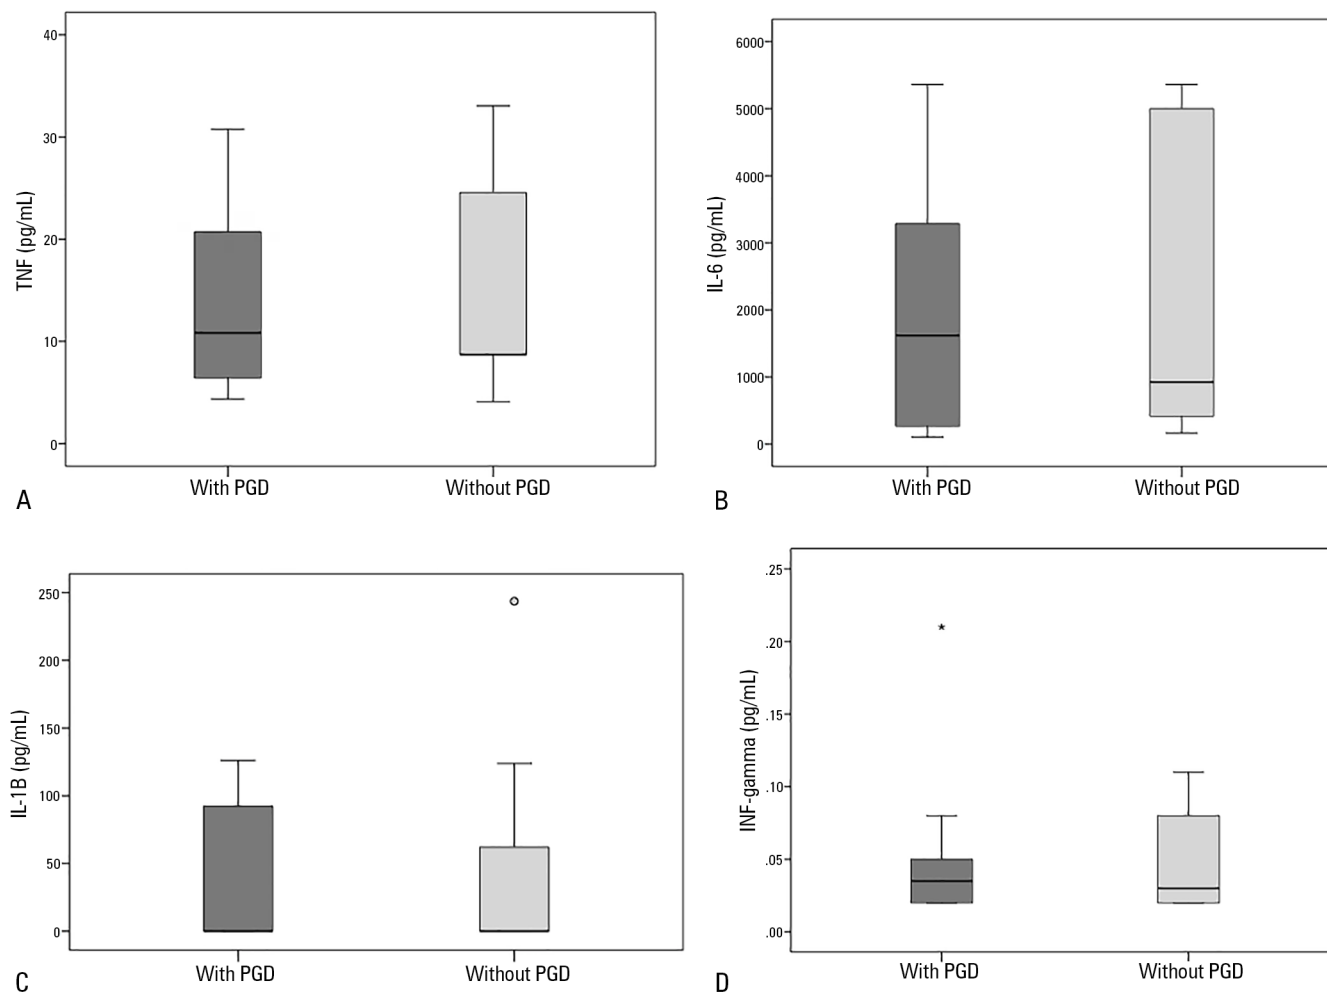 40
30
20
10
0
TNF (pg/mL)
With PGD
Without PGD
A
6000
5000
4000
3000
2000
1000
0
IL-6 (pg/mL)
With PGD
Without PGD
B
250
200
150
100
50
0
IL-1B (pg/mL)
With PGD
Without PGD
C
.25
.20
.15
.10
.05
.00
INF-gamma (pg/mL)
With PGD
Without PGD
D